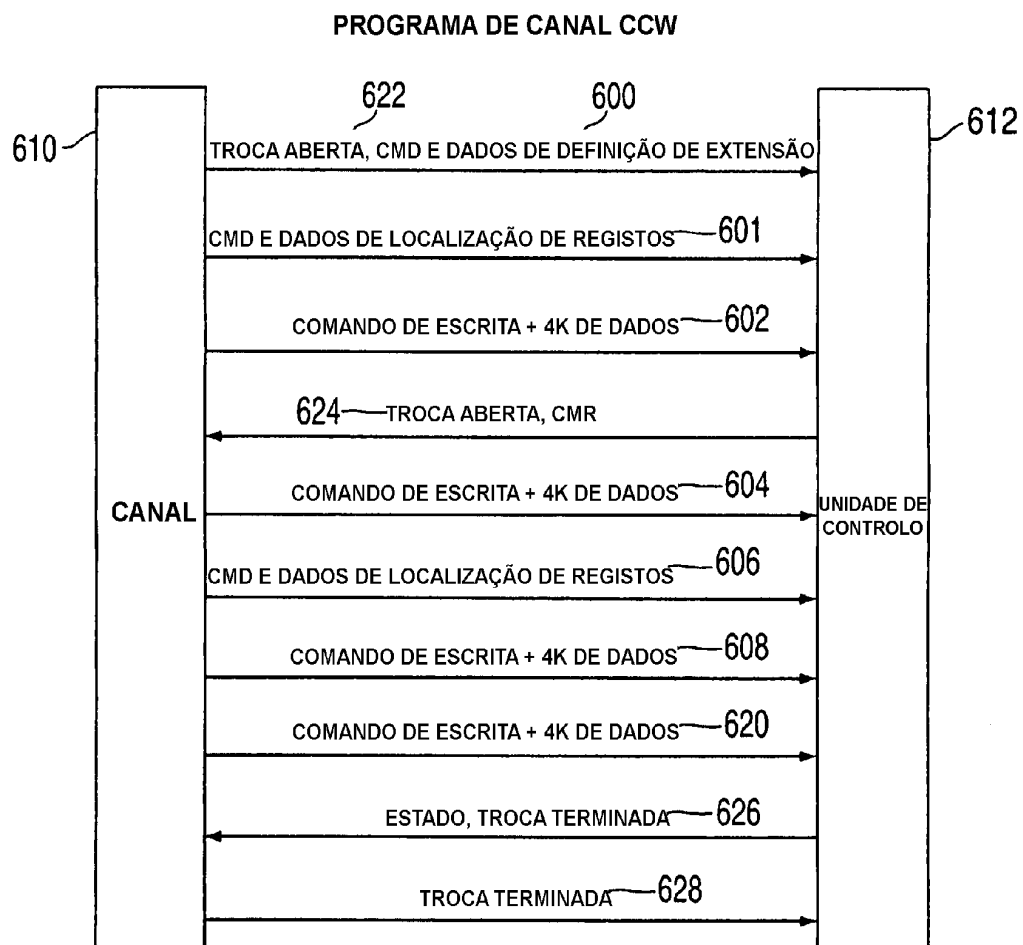 PROGRAMA DE CANAL CCW
622 600
610 612
TROCA ABERTA, CMD E DADOS DE DEFINIÇÃO DE EXTENSÃO
CMD E DADOS DE LOCALIZAÇÃO DE REGISTOS 601
COMANDO DE ESCRITA + 4K DE DADOS 602
624 TROCA ABERTA, CMR
COMANDO DE ESCRITA + 4K DE DADOS 604
CANAL
UNIDADE DE
CONTROLO
CMD E DADOS DE LOCALIZAÇÃO DE REGISTOS 606
COMANDO DE ESCRITA + 4K DE DADOS 608
COMANDO DE ESCRITA + 4K DE DADOS 620
ESTADO, TROCA TERMINADA 626
TROCA TERMINADA 628